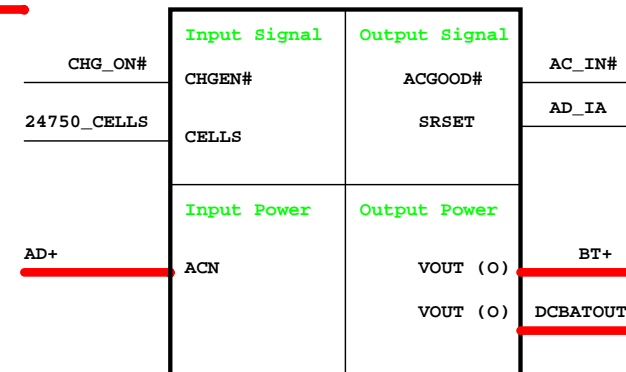 Input Signal Output Signal
CHG_ON# AC_IN#
CHGEN# ACGOOD#
AD_IA
24750_CELLS SRSET
CELLS
Input Power Output Power
AD+ BT+
ACN VOUT (O)
VOUT (O) DCBATOUT